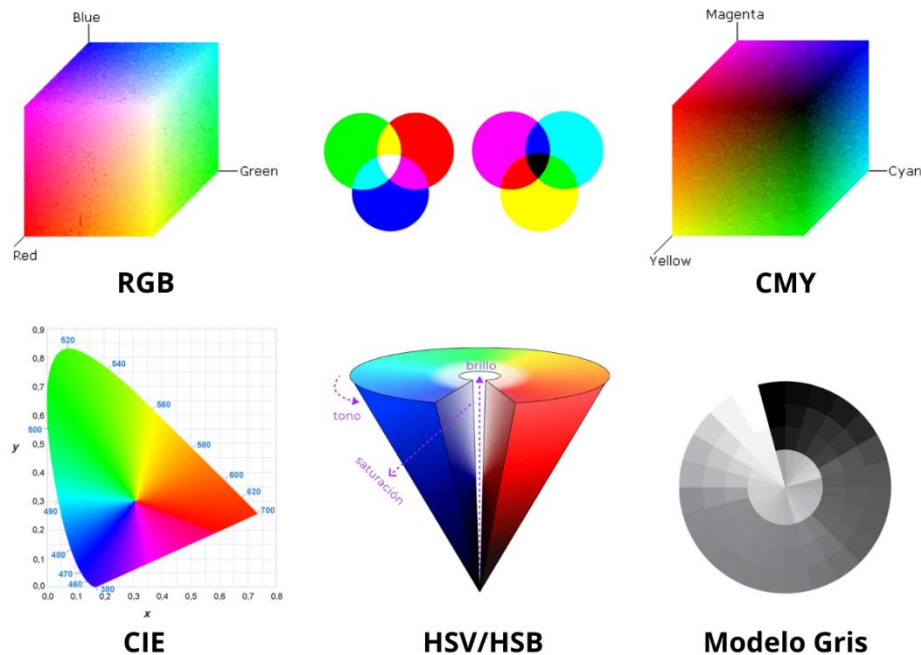 Blue
Green
Red
RGB
Magenta
Cyan
Yellow
CMY
0,9
0,8
0,7
0,6
y
0,5
0,4
0,3
0,2
0,1
0,0
0,0 0,1 0,2 0,3 0,4 0,5 0,6 0,7 0,8
x
520
540
560
580
600
620
700
500
490
480
470
460
380
CIE
brillo
tono
saturación
HSV/HSB
Modelo Gris